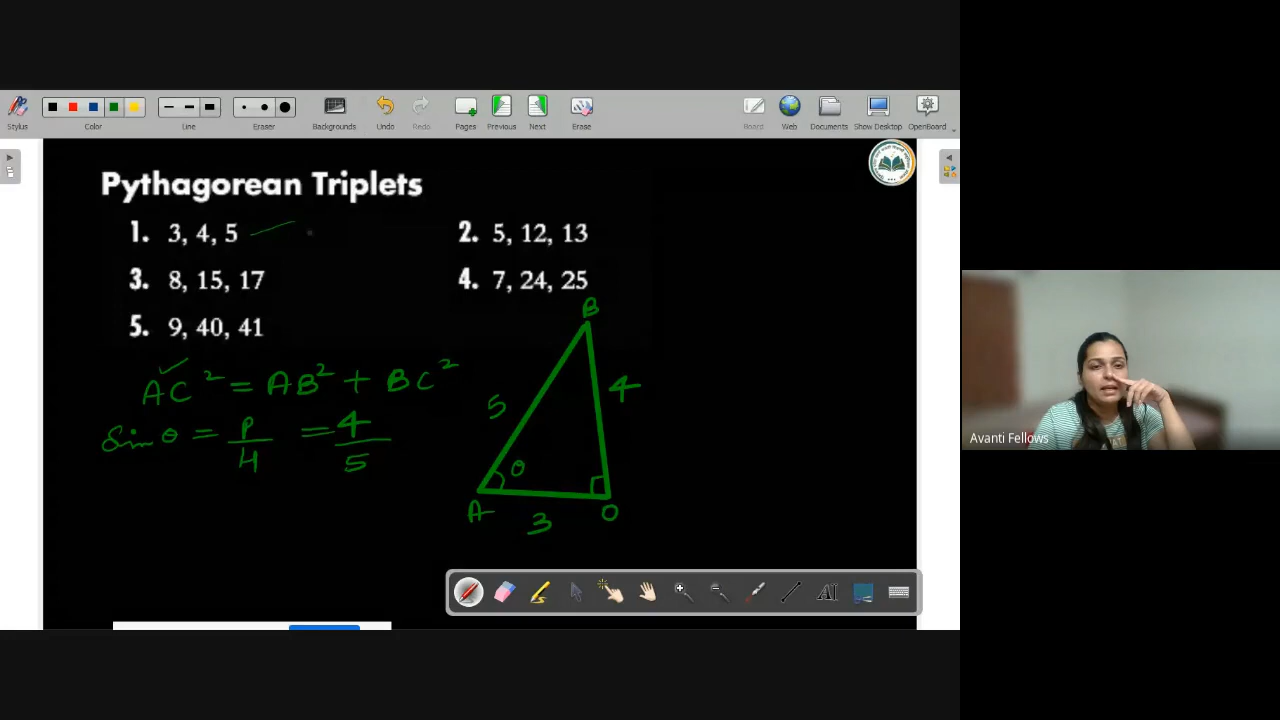 Stylus
Color
Line
Eraser
Backgrounds
Undo
Redo
Pages
Previous
Next
Erase
Board
Web
Documents
Show Desktop
OpenBoard
Pythagorean Triplets
1. 3, 4, 5
2. 5, 12, 13
3. 8, 15, 17
4. 7, 24, 25
5. 9, 40, 41
AC² = AB² + BC²
Sin θ = P/H = 4/5
B
5
4
θ
A
3
O
AI
Avanti Fellows